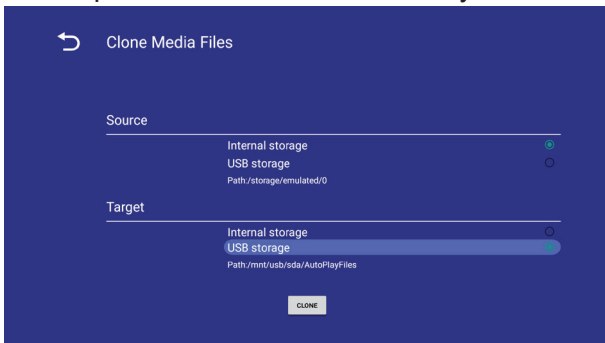 Clone Media Files
Source
Internal storage
USB storage
Path:/storage/emulated/0
Target
Internal storage
USB storage
Path:/mnt/usb/sda/AutoPlayFiles
CLONE